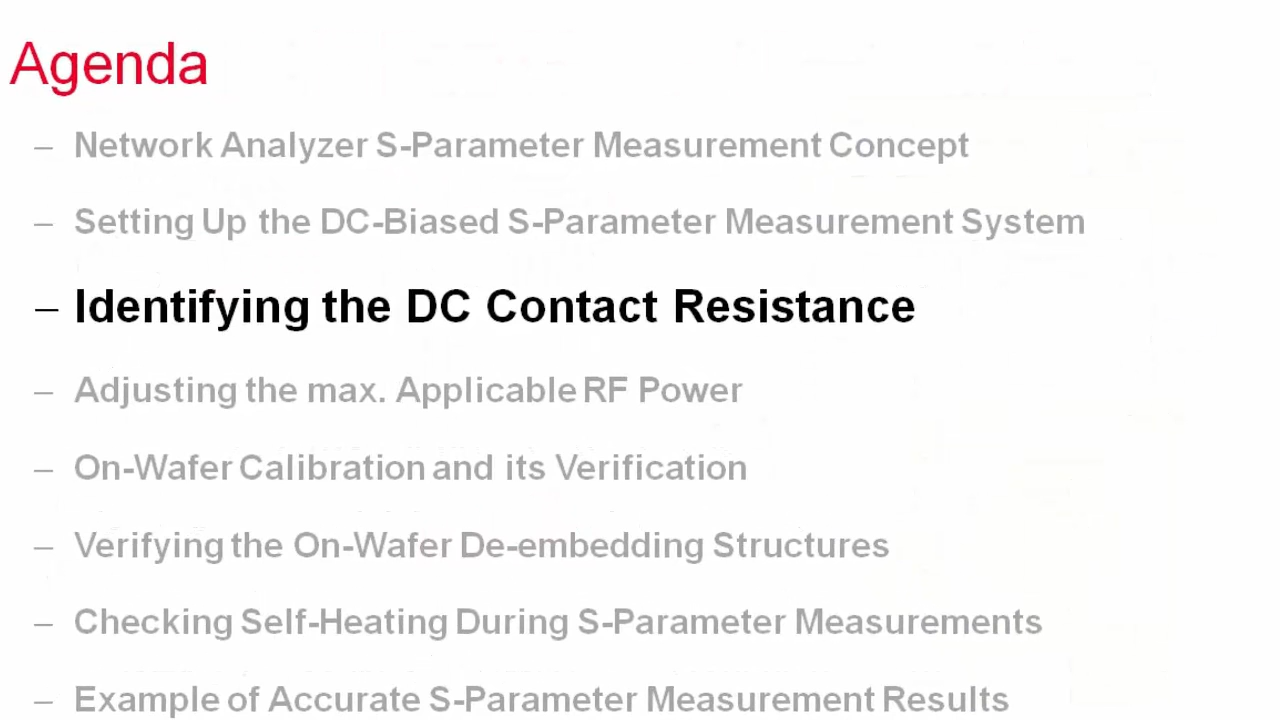 Agenda
– Network Analyzer S-Parameter Measurement Concept
– Setting Up the DC-Biased S-Parameter Measurement System
– Identifying the DC Contact Resistance
– Adjusting the max. Applicable RF Power
– On-Wafer Calibration and its Verification
– Verifying the On-Wafer De-embedding Structures
– Checking Self-Heating During S-Parameter Measurements
– Example of Accurate S-Parameter Measurement Results